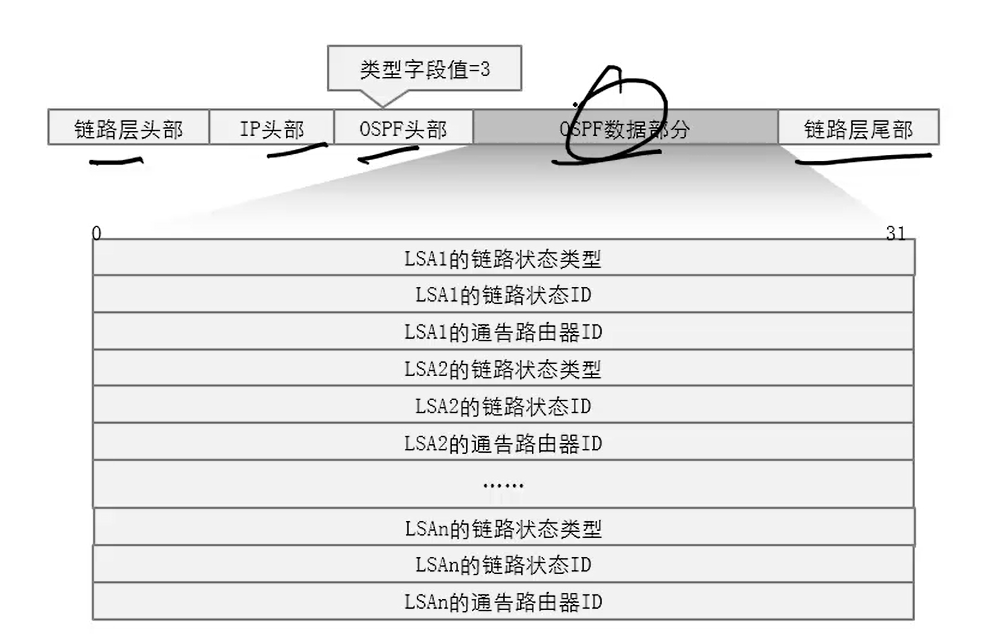 类型字段值=3
链路层头部 IP头部 OSPF头部 OSPF数据部分 链路层尾部
0 31
LSA1的链路状态类型
LSA1的链路状态ID
LSA1的通告路由器ID
LSA2的链路状态类型
LSA2的链路状态ID
LSA2的通告路由器ID
……
LSAn的链路状态类型
LSAn的链路状态ID
LSAn的通告路由器ID